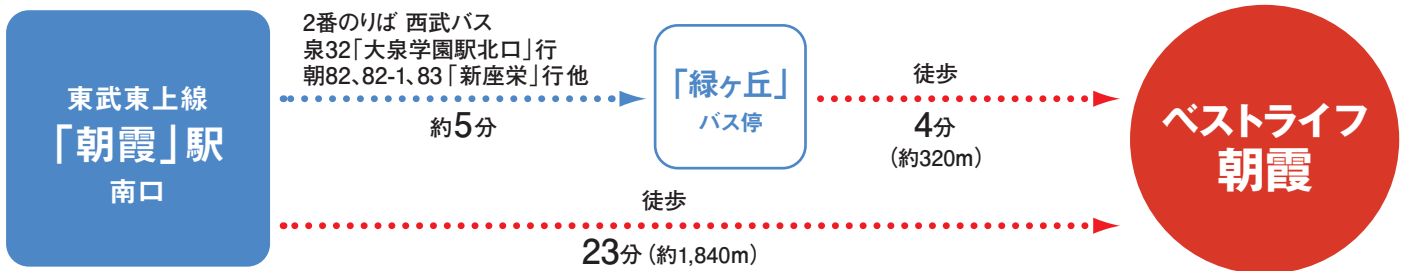 東武東上線
「朝霞」駅
南口
2番のりば 西武バス
泉32「大泉学園駅北口」行
朝82、82-1、83「新座栄」行 他
約5分
「緑ヶ丘」
バス停
徒歩
4分
（約320m）
徒歩
23分（約1,840m）
ベストライフ
朝霞